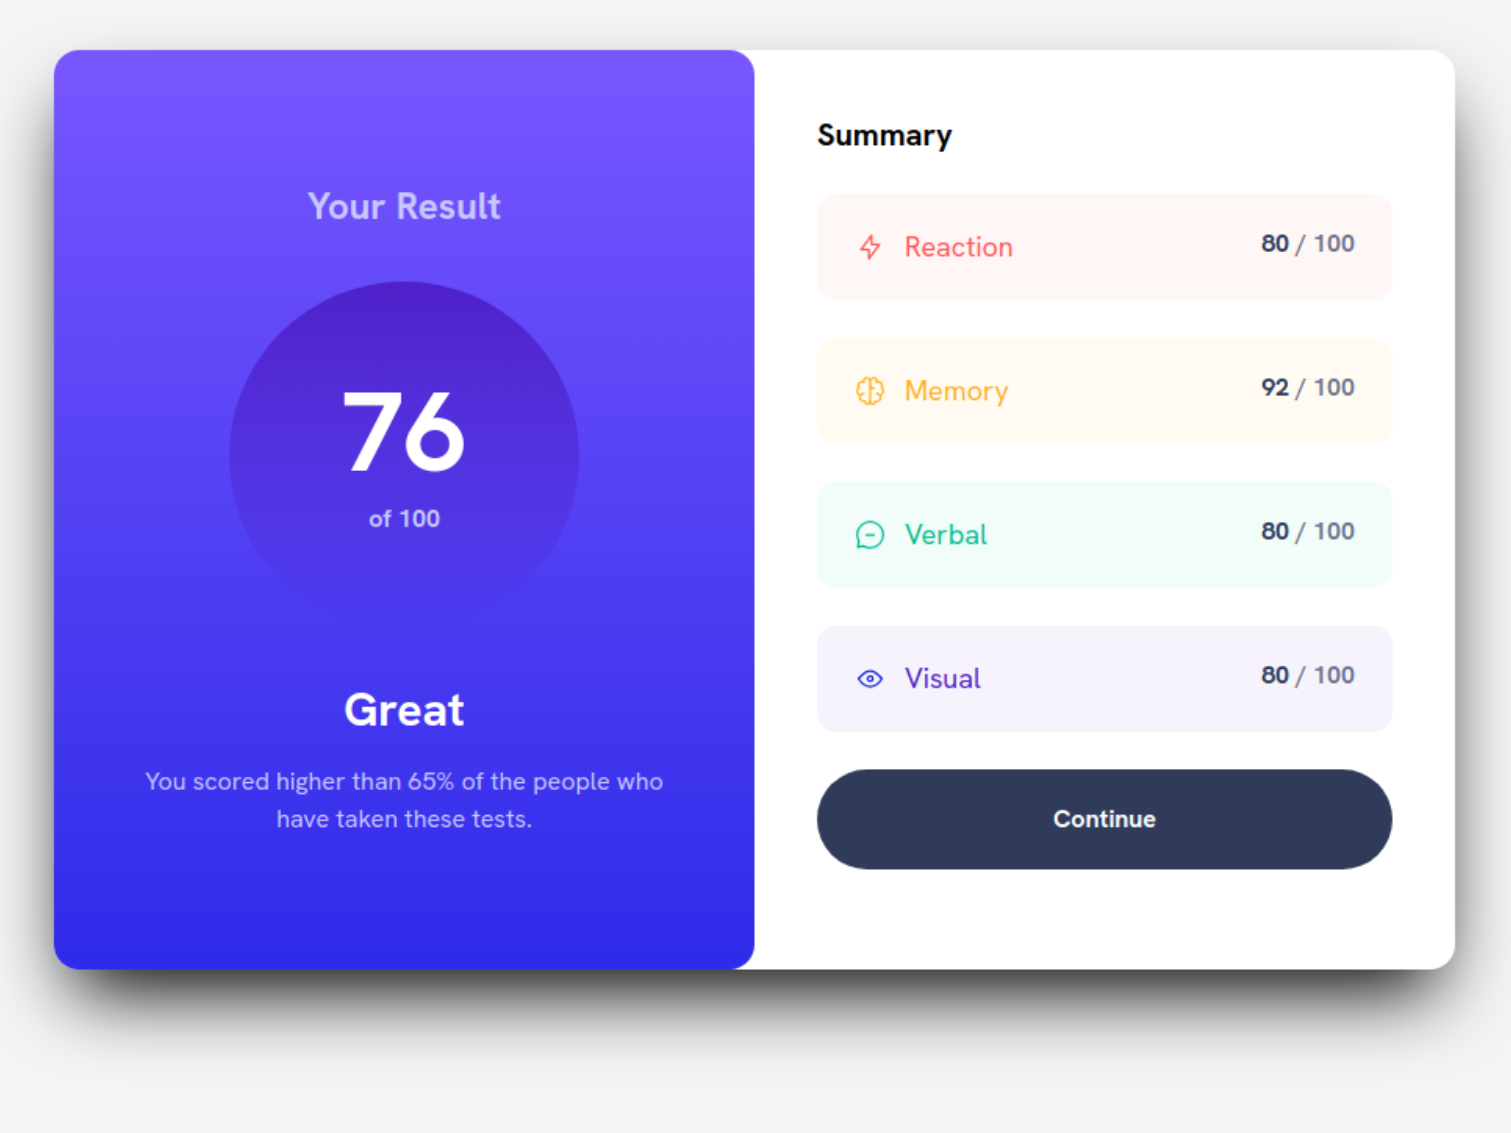 Your Result
76
of 100
Great
You scored higher than 65% of the people who
have taken these tests.
Summary
Reaction 80 / 100
Memory 92 / 100
Verbal 80 / 100
Visual 80 / 100
Continue